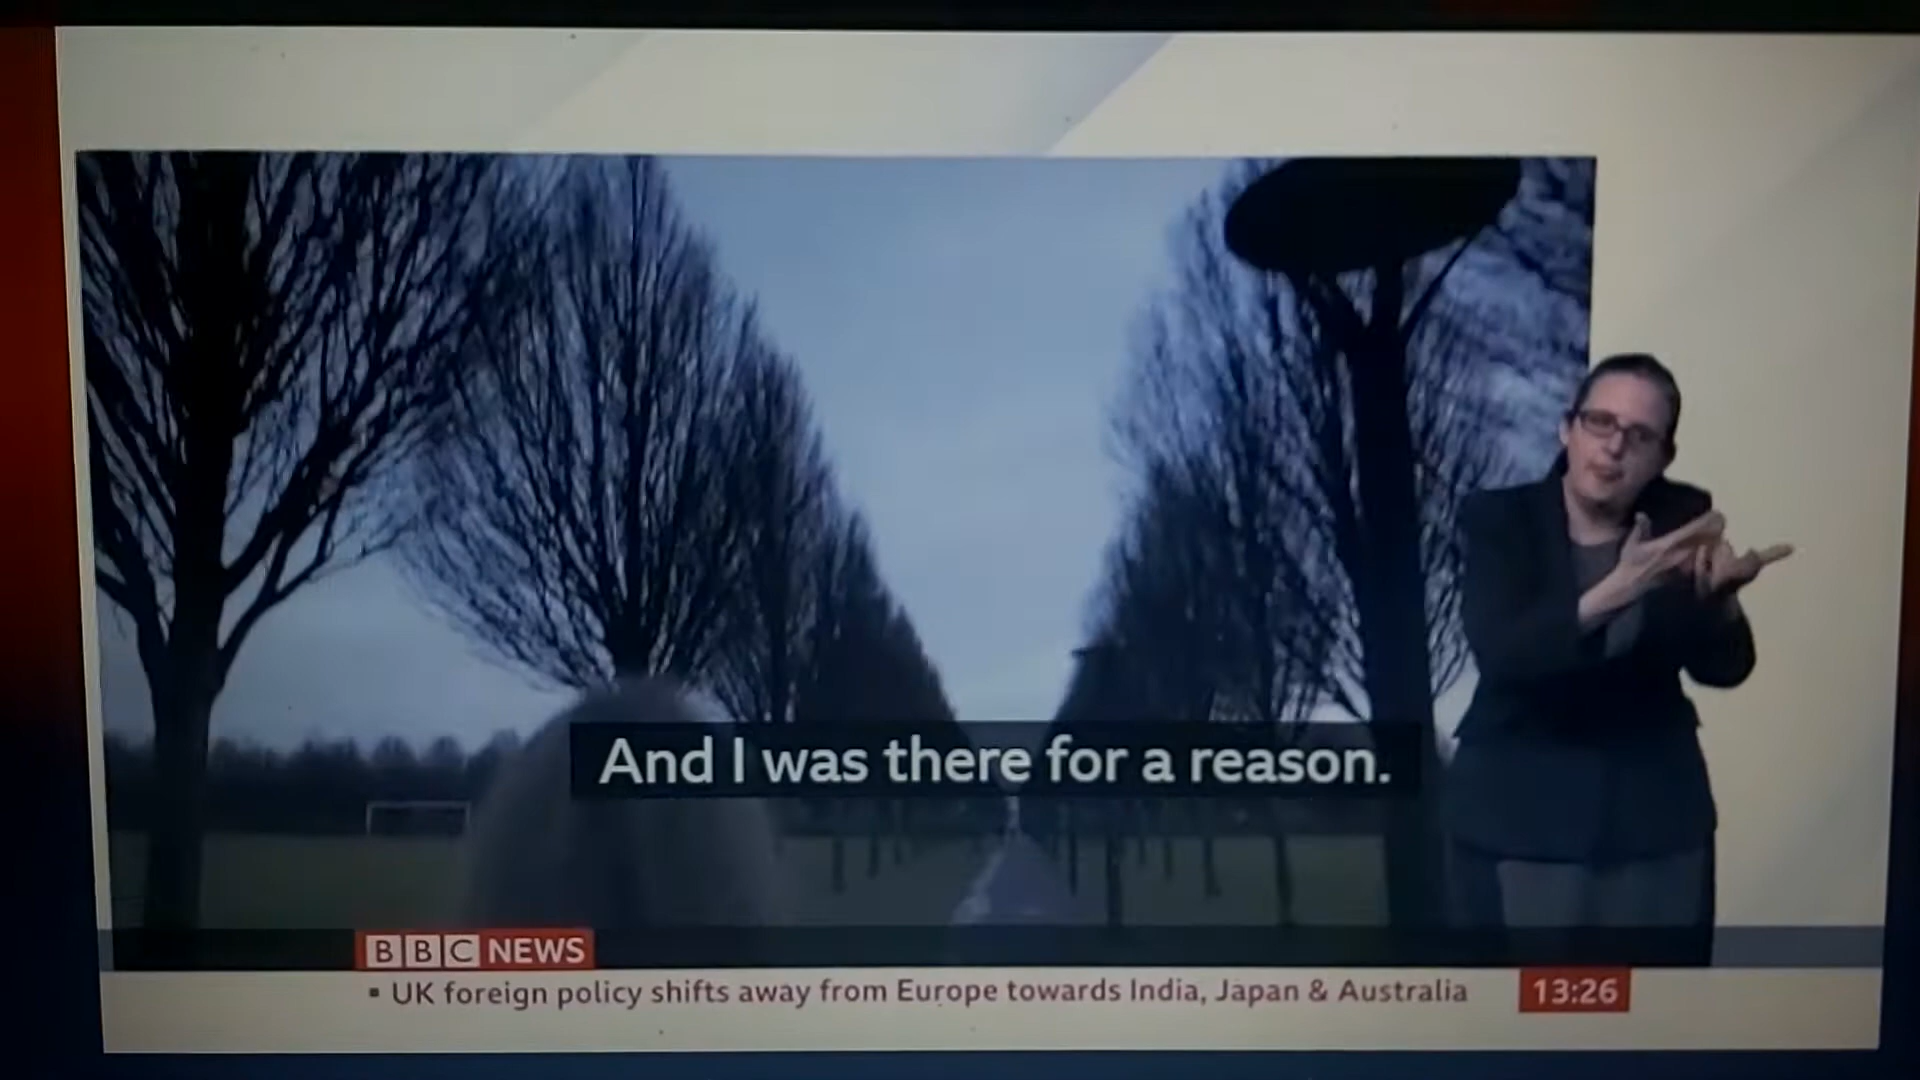 And I was there for a reason.
BBC NEWS
▪ UK foreign policy shifts away from Europe towards India, Japan & Australia
13:26